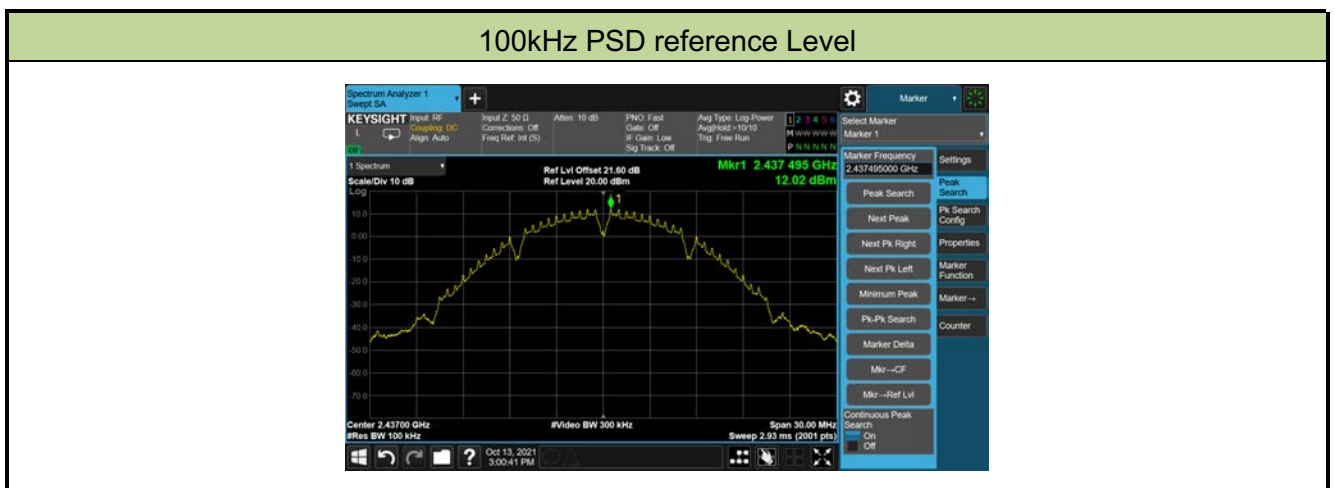 100kHz PSD reference Level
Spectrum Analyzer 1
Swept SA
Marker
KEYSIGHT
L
Input: RF
Coupling: DC
Align: Auto
Input Z: 50 Ω
Corrections: Off
Freq Ref: Int (S)
Atten: 10 dB
PNO: Fast
Gate: Off
IF Gain: Low
Sig Track: Off
Avg Type: Log-Power
Avg|Hold:>10/10
Trig: Free Run
1 2 3 4 5 6
M W W W W W
P N N N N N
Select Marker
Marker 1
1 Spectrum
Scale/Div 10 dB
Log
Ref Lvl Offset 21.60 dB
Ref Level 20.00 dBm
Mkr1 2.437 495 GHz
12.02 dBm
1
10.0
0.00
-10.0
-20.0
-30.0
-40.0
-50.0
-60.0
-70.0
Center 2.43700 GHz
#Res BW 100 kHz
#Video BW 300 kHz
Span 30.00 MHz
Sweep 2.93 ms (2001 pts)
Marker Frequency
2.437495000 GHz
Peak Search
Next Peak
Next Pk Right
Next Pk Left
Minimum Peak
Pk-Pk Search
Marker Delta
Mkr→CF
Mkr→Ref Lvl
Continuous Peak
Search
On
Off
Settings
Peak
Search
Pk Search
Config
Properties
Marker
Function
Marker→
Counter
?
Oct 13, 2021
3:00:41 PM